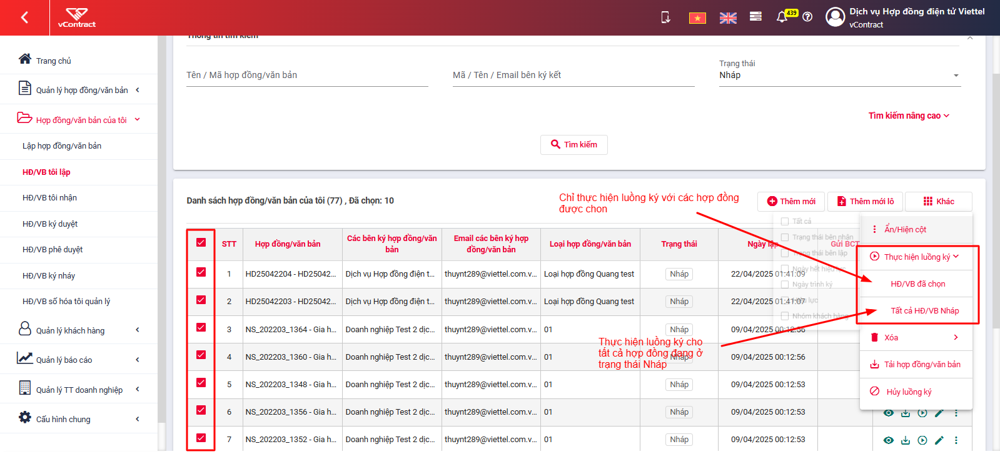 vContract
439
Dịch vụ Hợp đồng điện tử Viettel
vContract
Trang chủ
Quản lý hợp đồng/văn bản
Hợp đồng/văn bản của tôi
Lập hợp đồng/văn bản
HĐ/VB tôi lập
HĐ/VB tôi nhận
HĐ/VB ký duyệt
HĐ/VB phê duyệt
HĐ/VB ký nháy
HĐ/VB số hóa tôi quản lý
Quản lý khách hàng
Quản lý báo cáo
Quản lý TT doanh nghiệp
Cấu hình chung
Thông tin tìm kiếm
Tên / Mã hợp đồng/văn bản
Mã / Tên / Email bên ký kết
Trạng thái
Nháp
Tìm kiếm nâng cao
Tìm kiếm
Danh sách hợp đồng/văn bản của tôi (77) , Đã chọn: 10
Chỉ thực hiện luồng ký với các hợp đồng
được chon
Thêm mới
Thêm mới lô
Khác
Tất cả
Trạng thái bên nhận
Trạng thái bên lập
Ngày hết hiệu lực
Ngày trình ký
Nhóm khách hàng
Ẩn/Hiện cột
Thực hiện luồng ký
HĐ/VB đã chọn
Tất cả HĐ/VB Nháp
Xóa
Tải hợp đồng/văn bản
Hủy luồng ký
STT Hợp đồng/văn bản Các bên ký hợp đồng/văn bản Email các bên ký hợp đồng/văn bản Loại hợp đồng/văn bản Trạng thái Ngày lập Gửi BCT
1 HD25042204 - HD25042... Dịch vụ Hợp đồng điện t... thuynt289@viettel.com.v... Loại hợp đồng Quang test Nháp 22/04/2025 01:41:09
2 HD25042203 - HD25042... Dịch vụ Hợp đồng điện t... thuynt289@viettel.com.v... Loại hợp đồng Quang test Nháp 22/04/2025 01:41:07
3 NS_202203_1364 - Gia h... Doanh nghiệp Test 2 dịc... thuynt289@viettel.com.v... 01 Nháp 09/04/2025 00:12:56
Thực hiện luồng ký cho
tất cả hợp đồng đang ở
trạng thái Nháp
4 NS_202203_1360 - Gia h... Doanh nghiệp Test 2 dịc... thuynt289@viettel.com.v... 01 Nháp 09/04/2025 00:12:56
5 NS_202203_1348 - Gia h... Doanh nghiệp Test 2 dịc... thuynt289@viettel.com.v... 01 Nháp 09/04/2025 00:12:53
6 NS_202203_1356 - Gia h... Doanh nghiệp Test 2 dịc... thuynt289@viettel.com.v... 01 Nháp 09/04/2025 00:12:53
7 NS_202203_1352 - Gia h... Doanh nghiệp Test 2 dịc... thuynt289@viettel.com.v... 01 Nháp 09/04/2025 00:12:53